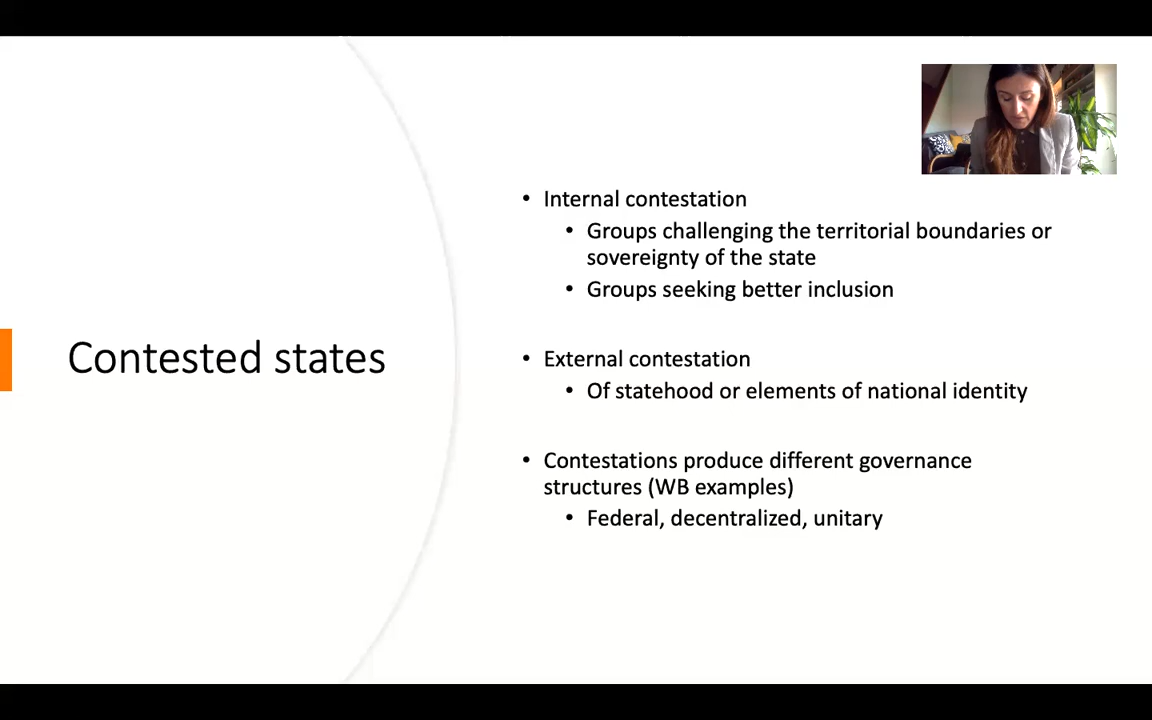 Contested states
• Internal contestation
• Groups challenging the territorial boundaries or
sovereignty of the state
• Groups seeking better inclusion
• External contestation
• Of statehood or elements of national identity
• Contestations produce different governance
structures (WB examples)
• Federal, decentralized, unitary